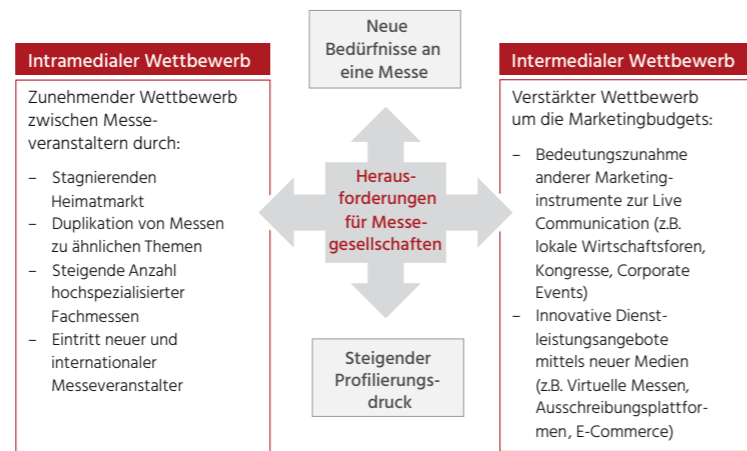 Neue
Bedürfnisse an
eine Messe
Intramedialer Wettbewerb
Zunehmender Wettbewerb
zwischen Messe-
veranstaltern durch:
– Stagnierenden
Heimatmarkt
– Duplikation von Messen
zu ähnlichen Themen
– Steigende Anzahl
hochspezialisierter
Fachmessen
– Eintritt neuer und
internationaler
Messeveranstalter
Heraus-
forderungen
für Messe-
gesellschaften
Steigender
Profilierungs-
druck
Intermedialer Wettbewerb
Verstärkter Wettbewerb
um die Marketingbudgets:
– Bedeutungszunahme
anderer Marketing-
instrumente zur Live
Communication (z.B.
lokale Wirtschaftsforen,
Kongresse, Corporate
Events)
– Innovative Dienst-
leistungsangebote
mittels neuer Medien
(z.B. Virtuelle Messen,
Ausschreibungsplattfor-
men, E-Commerce)